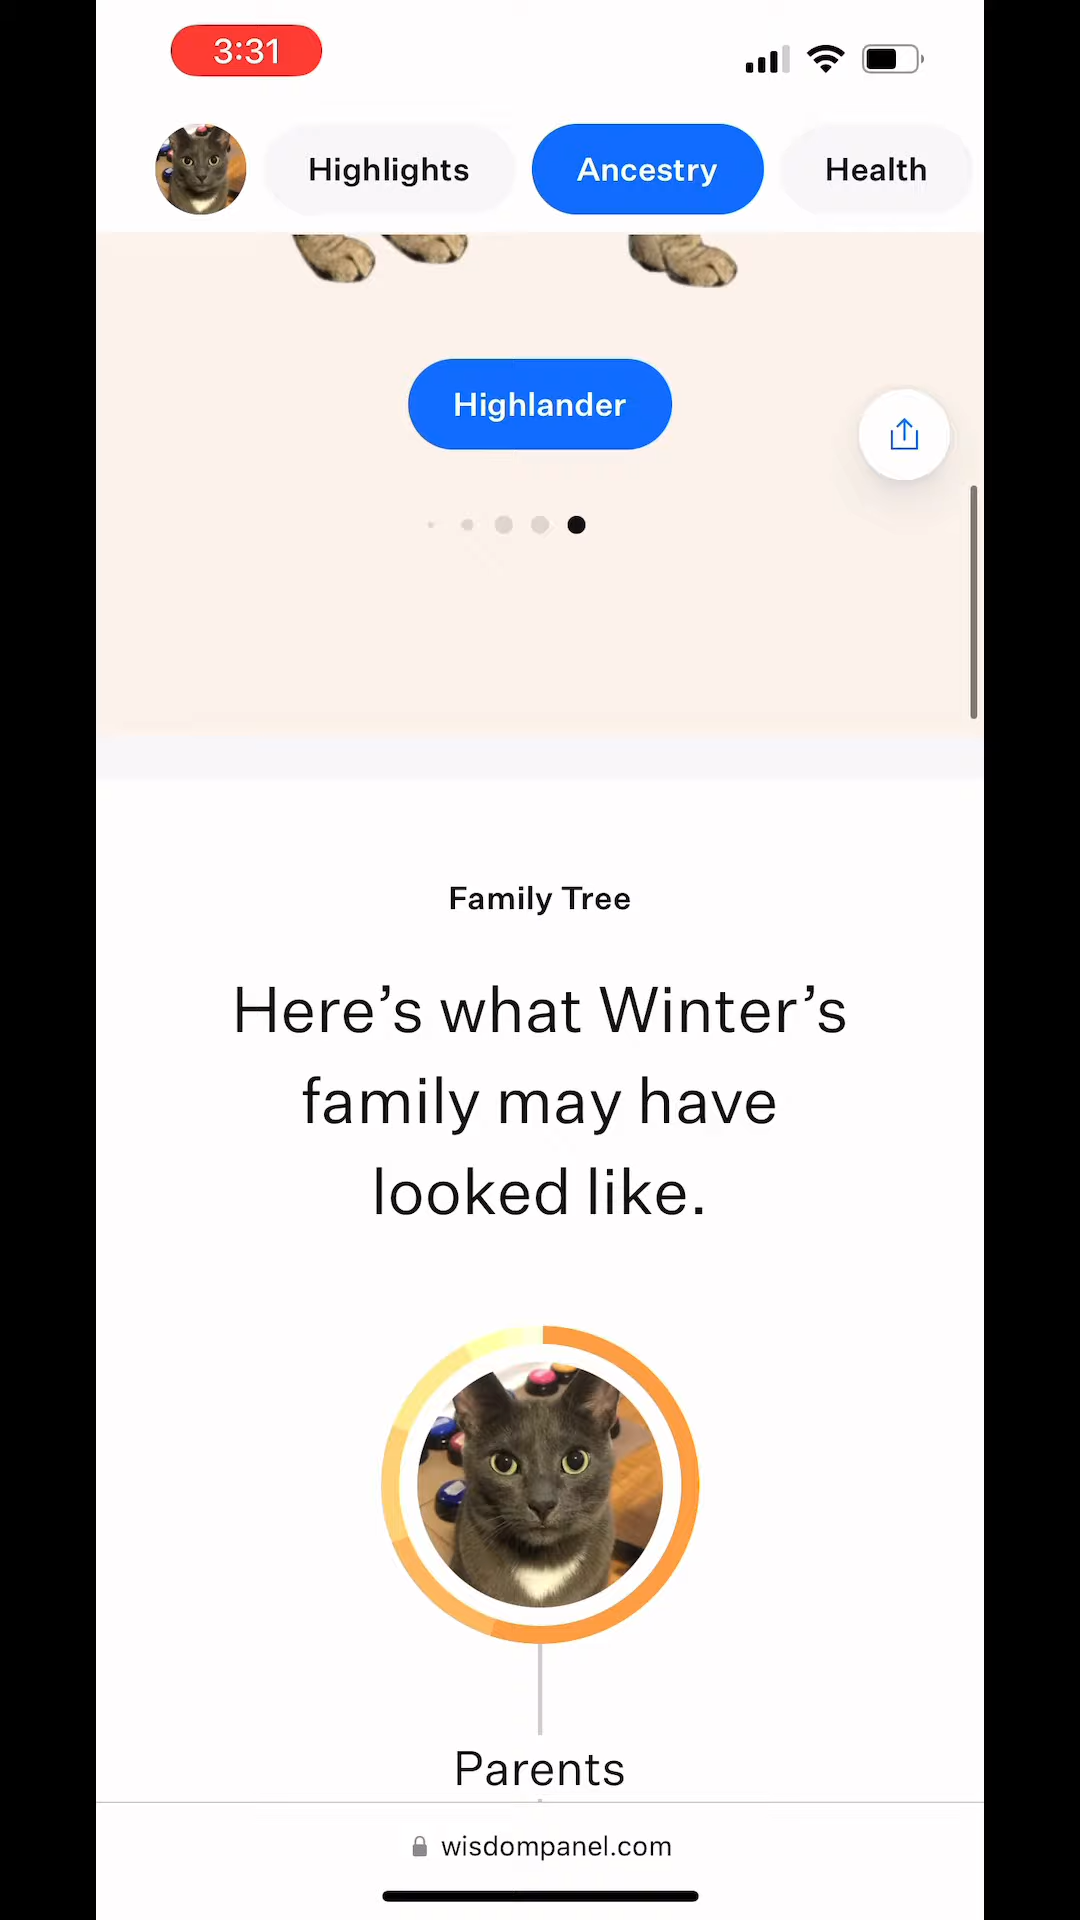 3:31
Highlights
Ancestry
Health
Highlander
Family Tree
Here’s what Winter’s
family may have
looked like.
Parents
wisdompanel.com